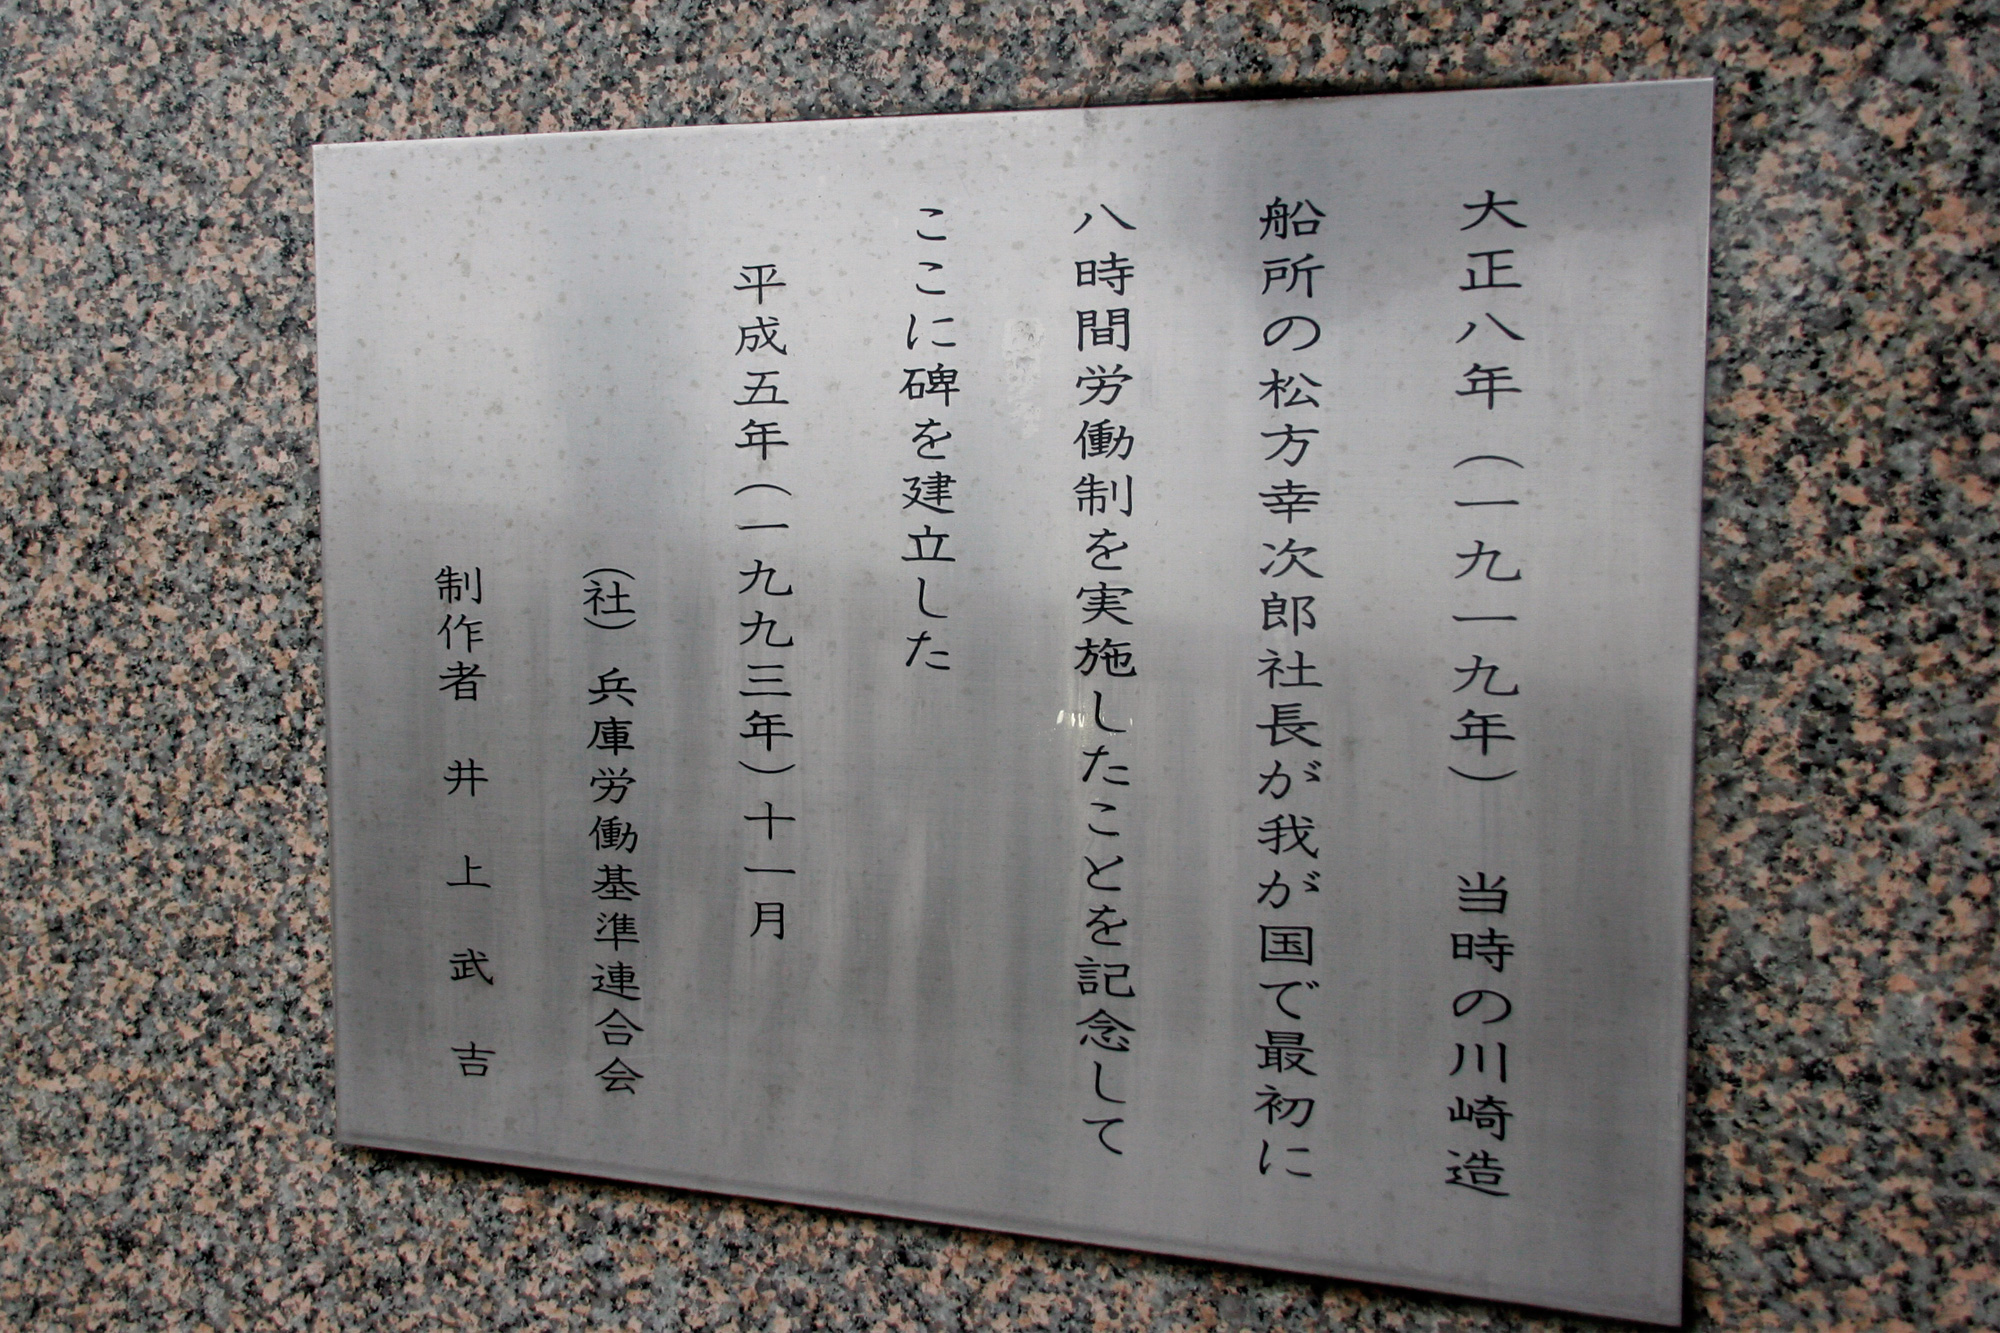 大正八年（一九一九年）　当時の川崎造
船所の松方幸次郎社長が我が国で最初に
八時間労働制を実施したことを記念して
ここに碑を建立した
平成五年（一九九三年）十一月
（社）兵庫労働基準連合会
制作者　井　上　武　吉